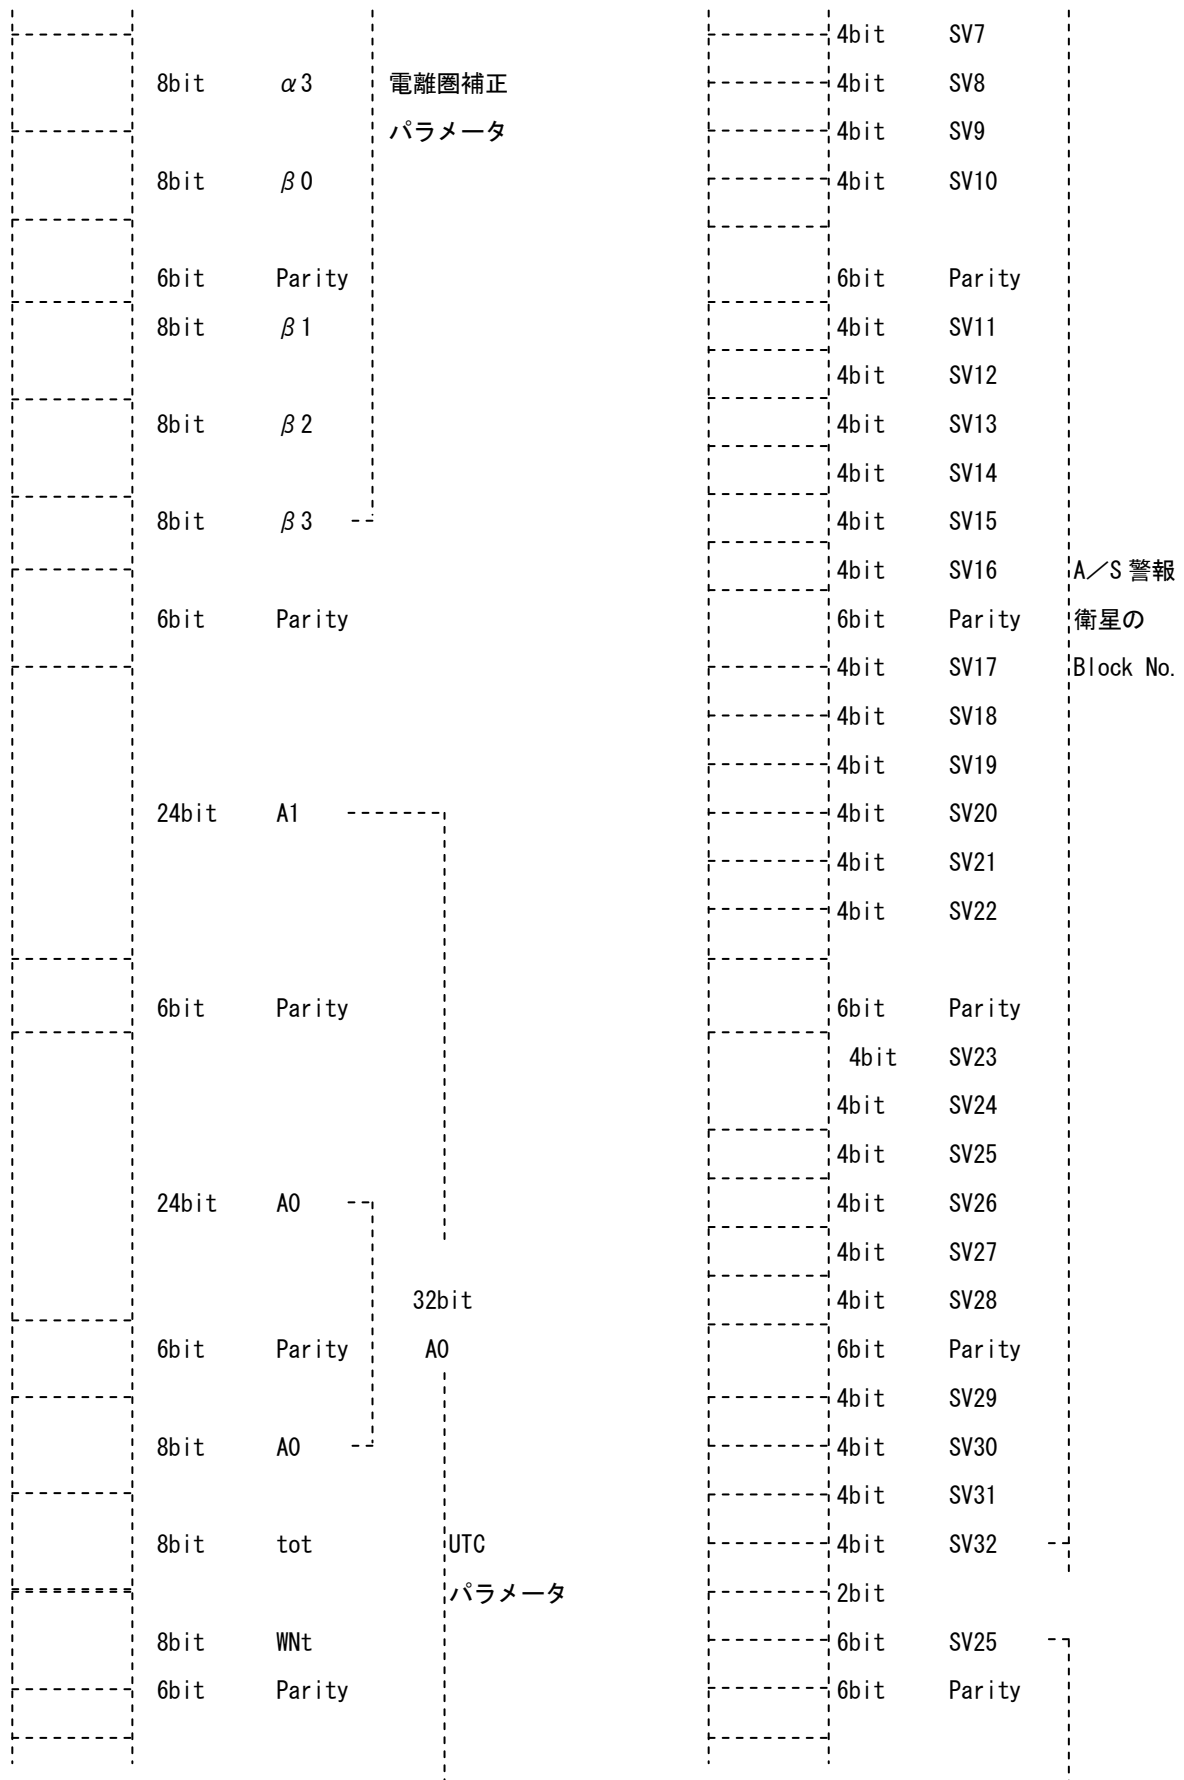 8bit α3 電離圏補正
パラメータ
8bit β0
6bit Parity
8bit β1
8bit β2
8bit β3
6bit Parity
24bit A1
6bit Parity
24bit A0
32bit
6bit Parity A0
8bit A0
8bit tot UTC
パラメータ
8bit WNt
6bit Parity
4bit SV7
4bit SV8
4bit SV9
4bit SV10
6bit Parity
4bit SV11
4bit SV12
4bit SV13
4bit SV14
4bit SV15
4bit SV16 A／S警報
6bit Parity 衛星の
4bit SV17 Block No.
4bit SV18
4bit SV19
4bit SV20
4bit SV21
4bit SV22
6bit Parity
4bit SV23
4bit SV24
4bit SV25
4bit SV26
4bit SV27
4bit SV28
6bit Parity
4bit SV29
4bit SV30
4bit SV31
4bit SV32
2bit
6bit SV25
6bit Parity